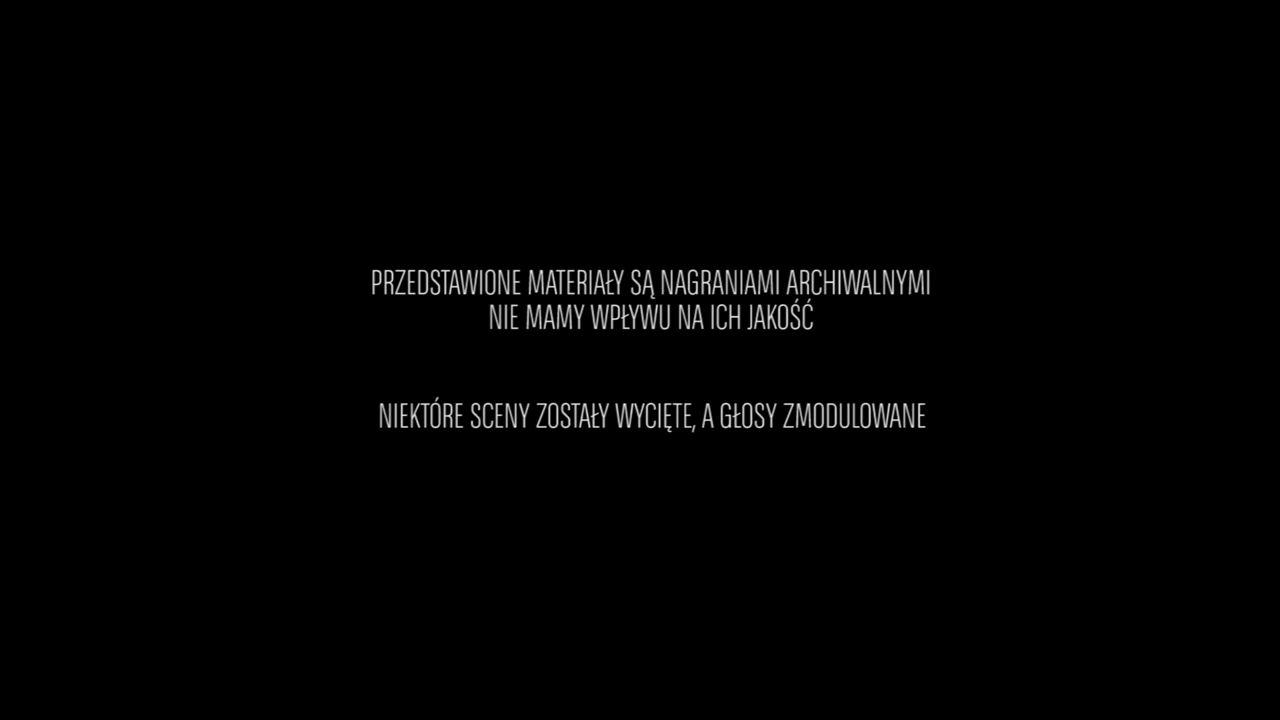 PRZEDSTAWIONE MATERIAŁY SĄ NAGRANIAMI ARCHIWALNYMI
NIE MAMY WPŁYWU NA ICH JAKOŚĆ
NIEKTÓRE SCENY ZOSTAŁY WYCIĘTE, A GŁOSY ZMODULOWANE